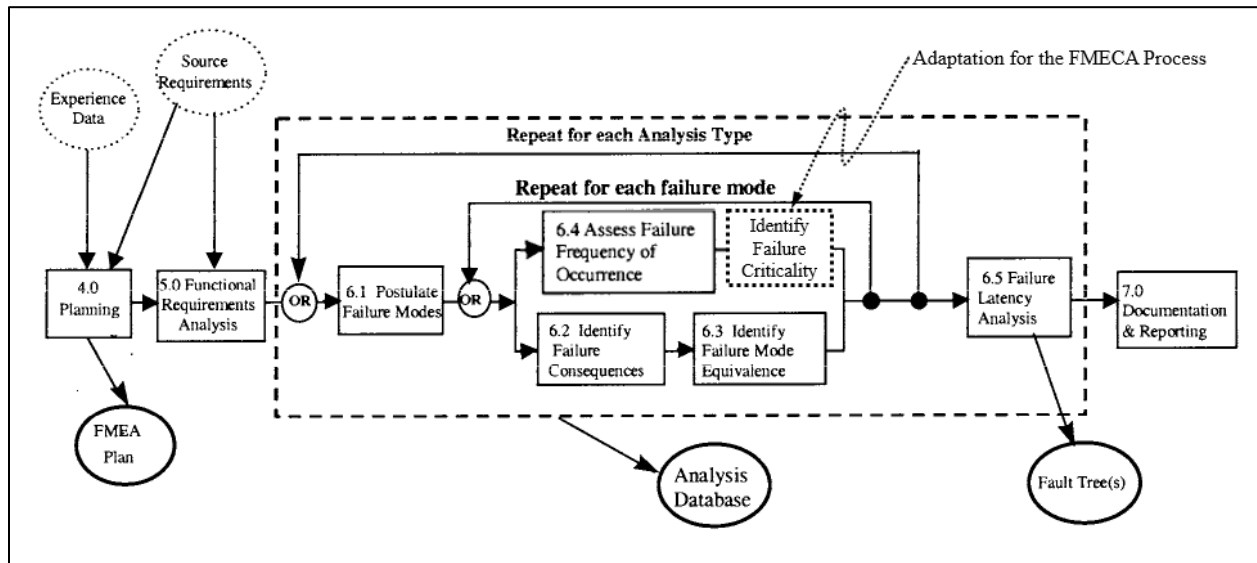 Source
Requirements
Adaptation for the FMECA Process
Experience
Data
Repeat for each Analysis Type
Repeat for each failure mode
6.4 Assess Failure
Frequency of
Occurrence
Identify
Failure
Criticality
4.0
Planning
5.0 Functional
Requirements
Analysis
OR
6.1 Postulate
Failure Modes
OR
6.2 Identify
Failure
Consequences
6.3 Identify
Failure Mode
Equivalence
6.5 Failure
Latency
Analysis
7.0
Documentation
& Reporting
FMEA
Plan
Analysis
Database
Fault Tree(s)